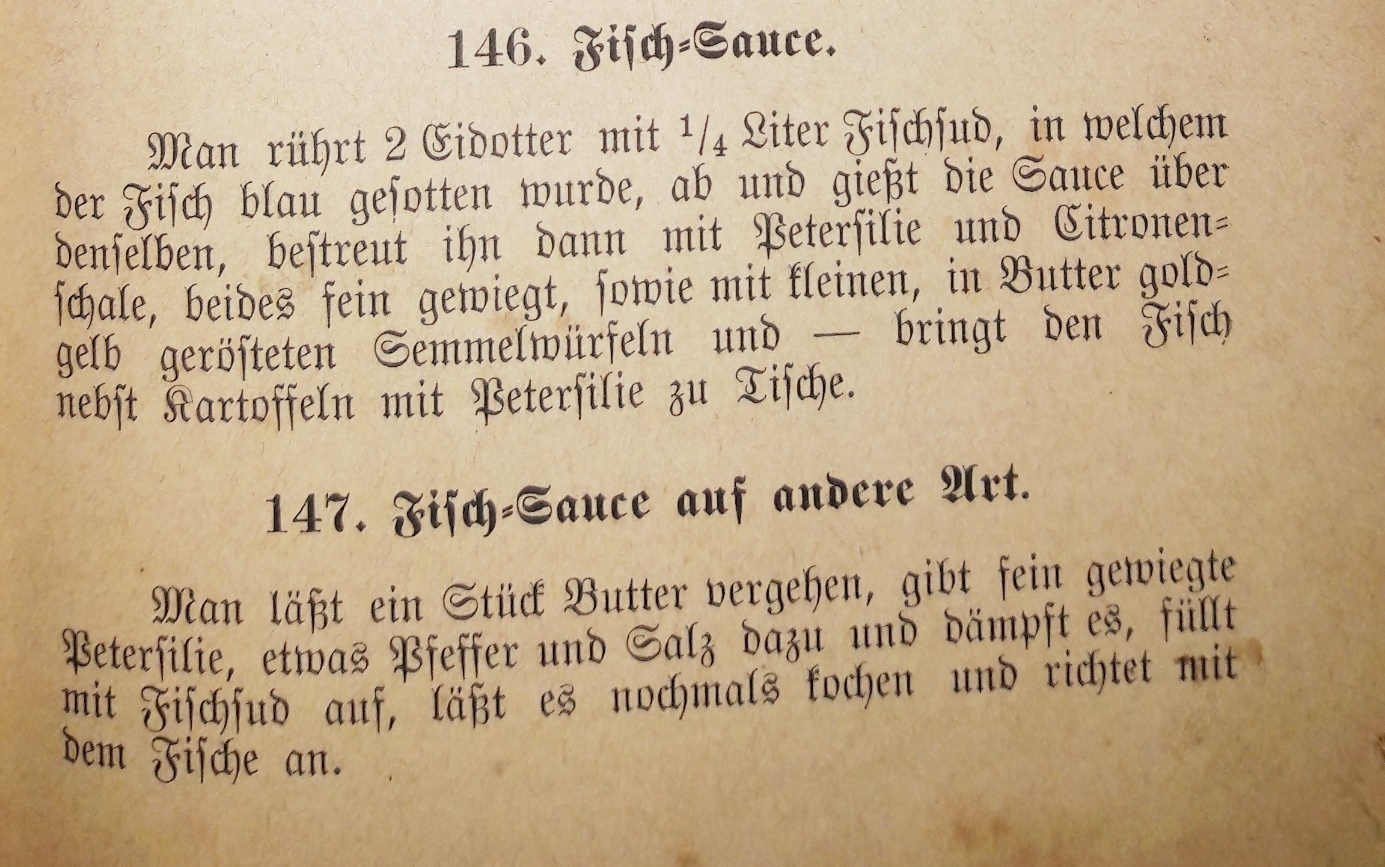 146. Fisch-Sauce.
Man rührt 2 Eidotter mit 1/4 Liter Fischsud, in welchem
der Fisch blau gesotten wurde, ab und gießt die Sauce über
denselben, bestreut ihn dann mit Petersilie und Citronen-
schale, beides fein gewiegt, sowie mit kleinen, in Butter gold-
gelb gerösteten Semmelwürfeln und — bringt den Fisch
nebst Kartoffeln mit Petersilie zu Tische.
147. Fisch-Sauce auf andere Art.
Man läßt ein Stück Butter vergehen, gibt fein gewiegte
Petersilie, etwas Pfeffer und Salz dazu und dämpft es, füllt
mit Fischsud auf, läßt es nochmals kochen und richtet mit
dem Fische an.